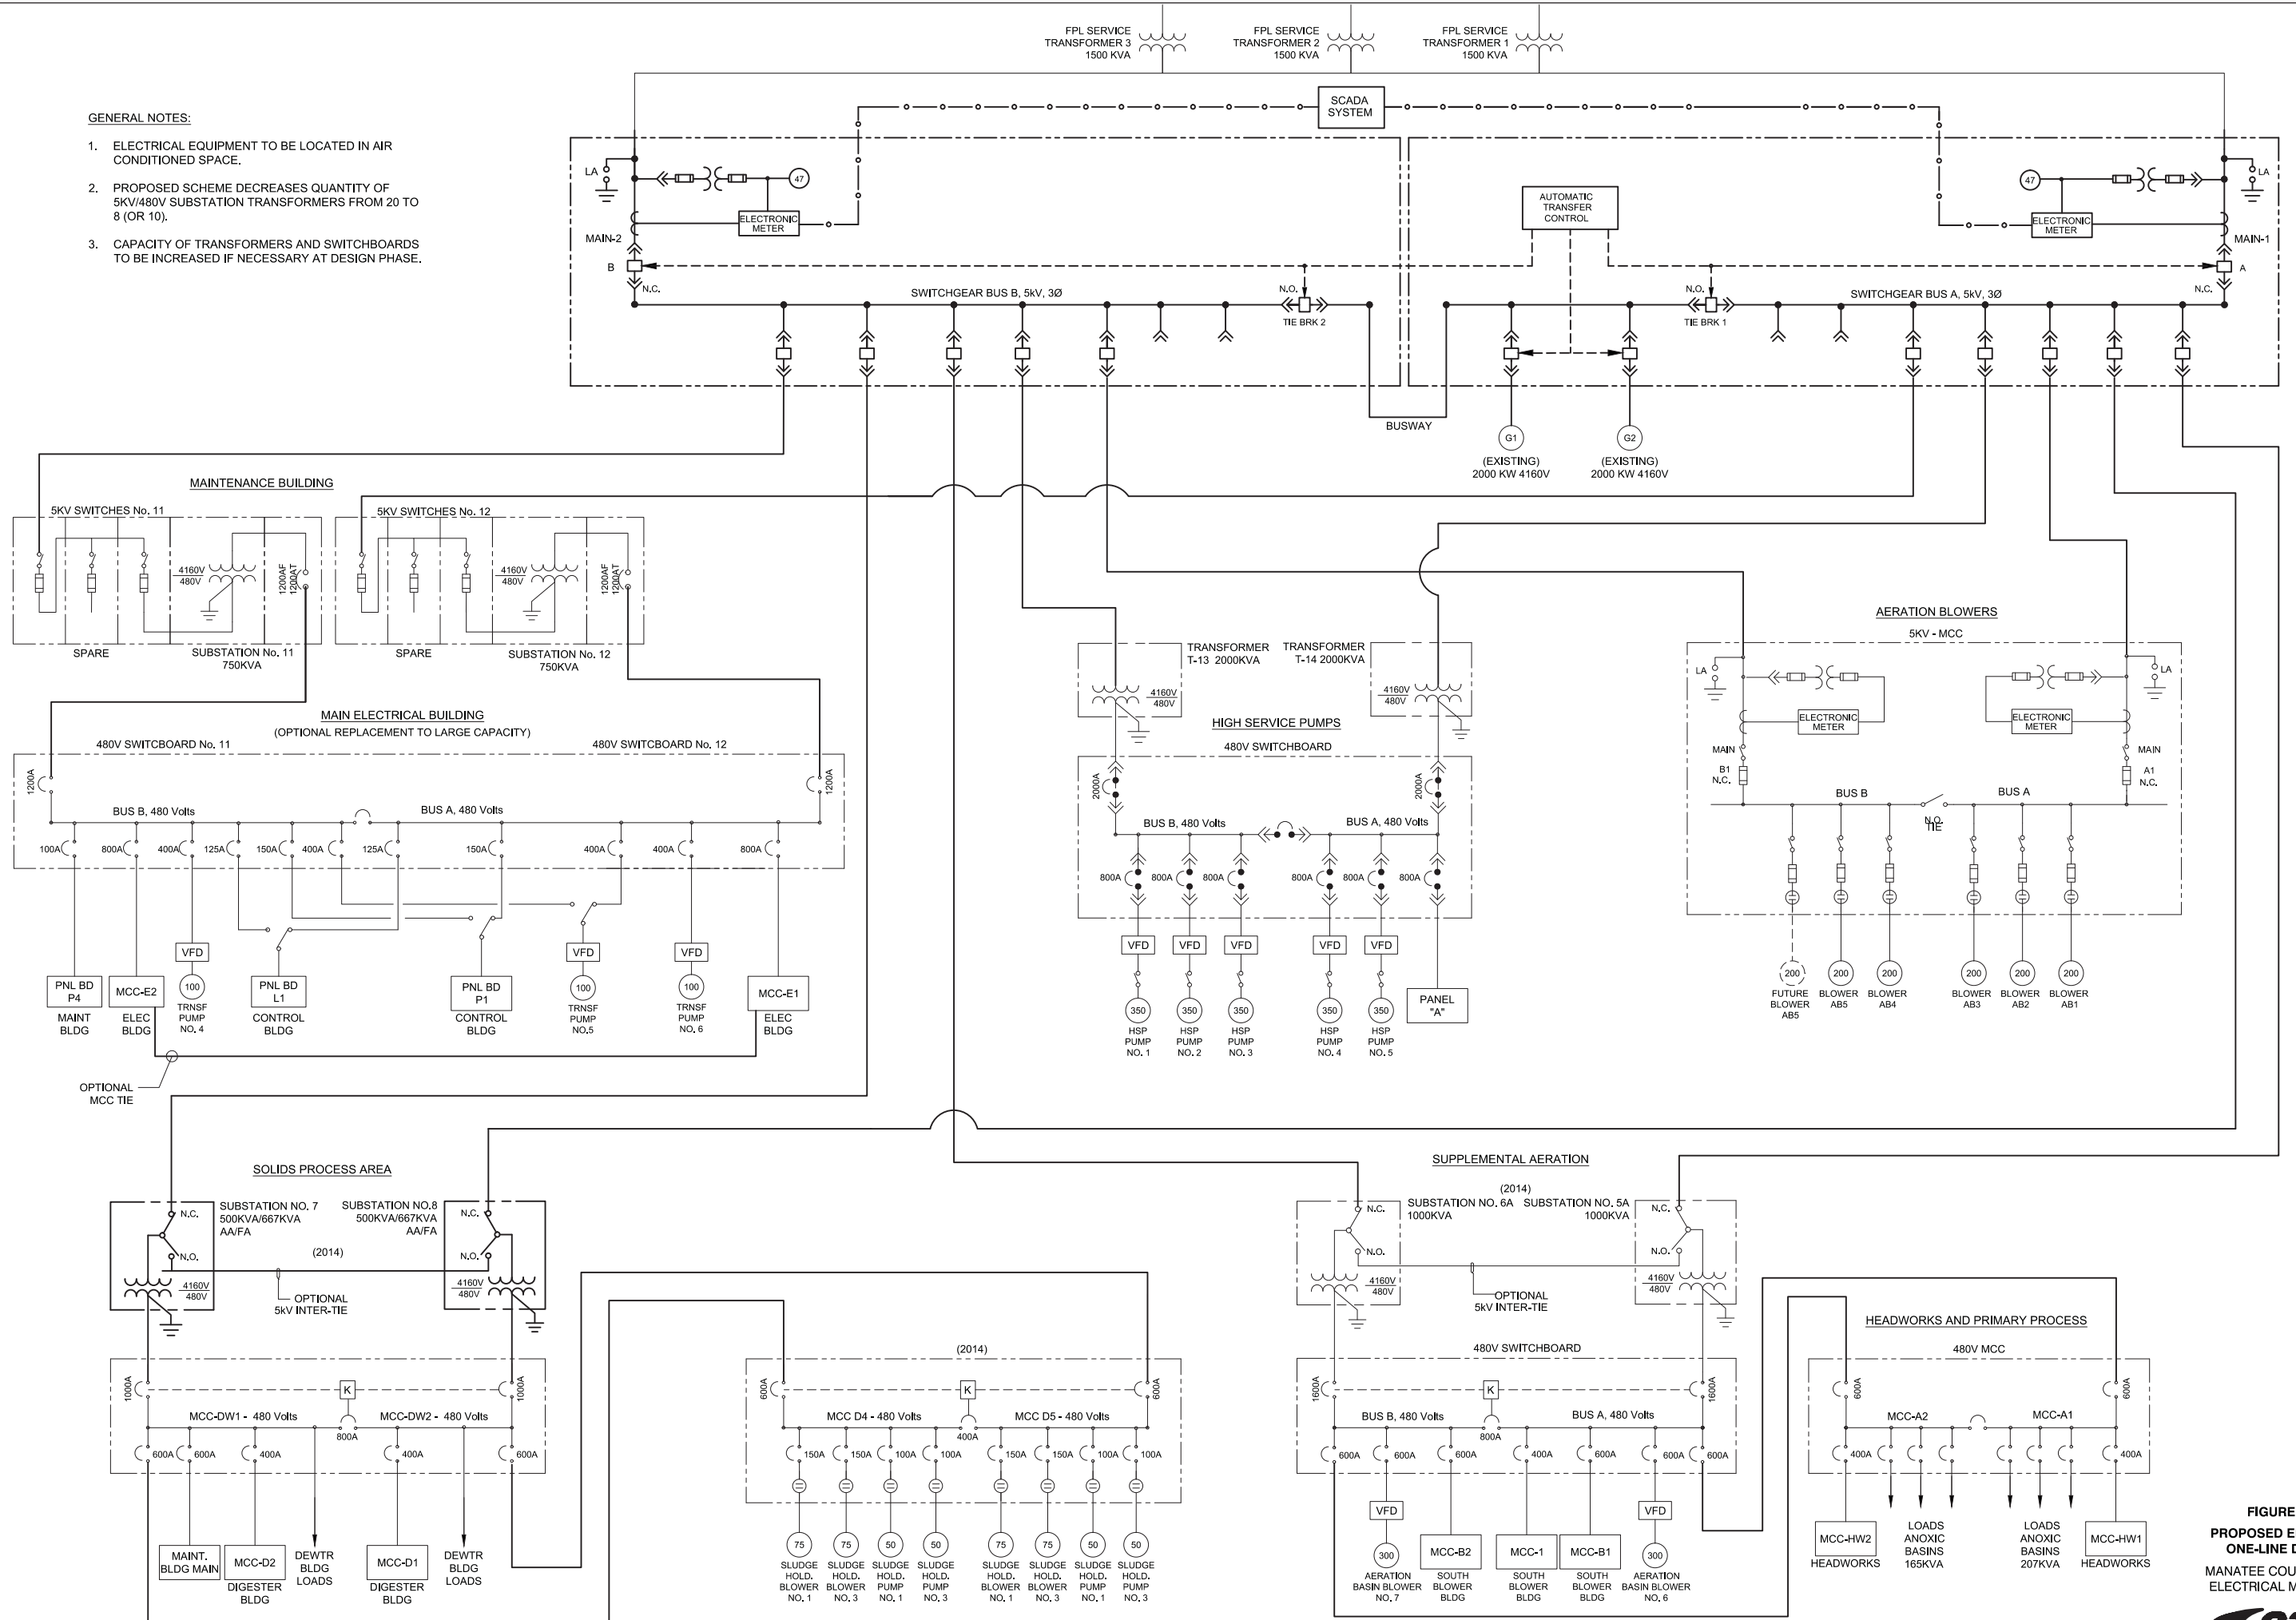 FPL SERVICE
TRANSFORMER 3
1500 KVA
FPL SERVICE
TRANSFORMER 2
1500 KVA
FPL SERVICE
TRANSFORMER 1
1500 KVA
GENERAL NOTES:
1. ELECTRICAL EQUIPMENT TO BE LOCATED IN AIR
CONDITIONED SPACE.
2. PROPOSED SCHEME DECREASES QUANTITY OF
5KV/480V SUBSTATION TRANSFORMERS FROM 20 TO
8 (OR 10).
3. CAPACITY OF TRANSFORMERS AND SWITCHBOARDS
TO BE INCREASED IF NECESSARY AT DESIGN PHASE.
SCADA
SYSTEM
LA
47
ELECTRONIC
METER
MAIN-2
B
N.C.
SWITCHGEAR BUS B, 5kV, 3Ø
N.O.
TIE BRK 2
AUTOMATIC
TRANSFER
CONTROL
47
LA
ELECTRONIC
METER
MAIN-1
A
N.C.
N.O.
TIE BRK 1
SWITCHGEAR BUS A, 5kV, 3Ø
BUSWAY
G1
(EXISTING)
2000 KW 4160V
G2
(EXISTING)
2000 KW 4160V
MAINTENANCE BUILDING
5KV SWITCHES No. 11
4160V
480V
1200AF
1200AT
SPARE
SUBSTATION No. 11
750KVA
5KV SWITCHES No. 12
4160V
480V
1200AF
1200AT
SPARE
SUBSTATION No. 12
750KVA
MAIN ELECTRICAL BUILDING
(OPTIONAL REPLACEMENT TO LARGE CAPACITY)
480V SWITCBOARD No. 11
480V SWITCBOARD No. 12
1200A
1200A
BUS B, 480 Volts
BUS A, 480 Volts
100A
800A
400A
125A
150A
400A
125A
150A
400A
400A
800A
VFD
VFD
VFD
PNL BD
P4
MAINT
BLDG
MCC-E2
ELEC
BLDG
100
TRNSF
PUMP
NO. 4
PNL BD
L1
CONTROL
BLDG
PNL BD
P1
CONTROL
BLDG
100
TRNSF
PUMP
NO.5
100
TRNSF
PUMP
NO. 6
MCC-E1
ELEC
BLDG
OPTIONAL
MCC TIE
TRANSFORMER
T-13 2000KVA
TRANSFORMER
T-14 2000KVA
4160V
480V
4160V
480V
HIGH SERVICE PUMPS
480V SWITCHBOARD
2000A
2000A
BUS B, 480 Volts
BUS A, 480 Volts
800A
800A
800A
800A
800A
800A
VFD
VFD
VFD
VFD
VFD
350
HSP
PUMP
NO. 1
350
HSP
PUMP
NO. 2
350
HSP
PUMP
NO. 3
350
HSP
PUMP
NO. 4
350
HSP
PUMP
NO. 5
PANEL
"A"
AERATION BLOWERS
5KV - MCC
LA
LA
ELECTRONIC
METER
ELECTRONIC
METER
MAIN
B1
N.C.
MAIN
A1
N.C.
BUS B
BUS A
N.O.
TIE
200
FUTURE
BLOWER
AB5
200
BLOWER
AB5
200
BLOWER
AB4
200
BLOWER
AB3
200
BLOWER
AB2
200
BLOWER
AB1
SOLIDS PROCESS AREA
SUBSTATION NO. 7
500KVA/667KVA
AA/FA
SUBSTATION NO.8
500KVA/667KVA
AA/FA
N.C.
N.O.
N.C.
N.O.
(2014)
4160V
480V
4160V
480V
OPTIONAL
5kV INTER-TIE
1000A
1000A
K
MCC-DW1 - 480 Volts
MCC-DW2 - 480 Volts
800A
600A
600A
400A
400A
600A
MAINT.
BLDG MAIN
MCC-D2
DIGESTER
BLDG
DEWTR
BLDG
LOADS
MCC-D1
DIGESTER
BLDG
DEWTR
BLDG
LOADS
(2014)
600A
600A
K
MCC D4 - 480 Volts
MCC D5 - 480 Volts
400A
150A
150A
100A
100A
150A
150A
100A
100A
75
SLUDGE
HOLD.
BLOWER
NO. 1
75
SLUDGE
HOLD.
BLOWER
NO. 3
50
SLUDGE
HOLD.
PUMP
NO. 1
50
SLUDGE
HOLD.
PUMP
NO. 3
75
SLUDGE
HOLD.
BLOWER
NO. 1
75
SLUDGE
HOLD.
BLOWER
NO. 3
50
SLUDGE
HOLD.
PUMP
NO. 1
50
SLUDGE
HOLD.
PUMP
NO. 3
SUPPLEMENTAL AERATION
(2014)
SUBSTATION NO. 6A
1000KVA
SUBSTATION NO. 5A
1000KVA
N.C.
N.O.
N.C.
N.O.
4160V
480V
4160V
480V
OPTIONAL
5kV INTER-TIE
480V SWITCHBOARD
1600A
1600A
K
BUS B, 480 Volts
BUS A, 480 Volts
800A
600A
600A
600A
400A
600A
600A
600A
VFD
VFD
300
AERATION
BASIN BLOWER
NO. 7
MCC-B2
SOUTH
BLOWER
BLDG
MCC-1
SOUTH
BLOWER
BLDG
MCC-B1
SOUTH
BLOWER
BLDG
300
AERATION
BASIN BLOWER
NO. 6
HEADWORKS AND PRIMARY PROCESS
480V MCC
600A
600A
MCC-A2
MCC-A1
400A
400A
MCC-HW2
HEADWORKS
LOADS
ANOXIC
BASINS
165KVA
LOADS
ANOXIC
BASINS
207KVA
MCC-HW1
HEADWORKS
FIGURE
PROPOSED E
ONE-LINE D
MANATEE COU
ELECTRICAL M